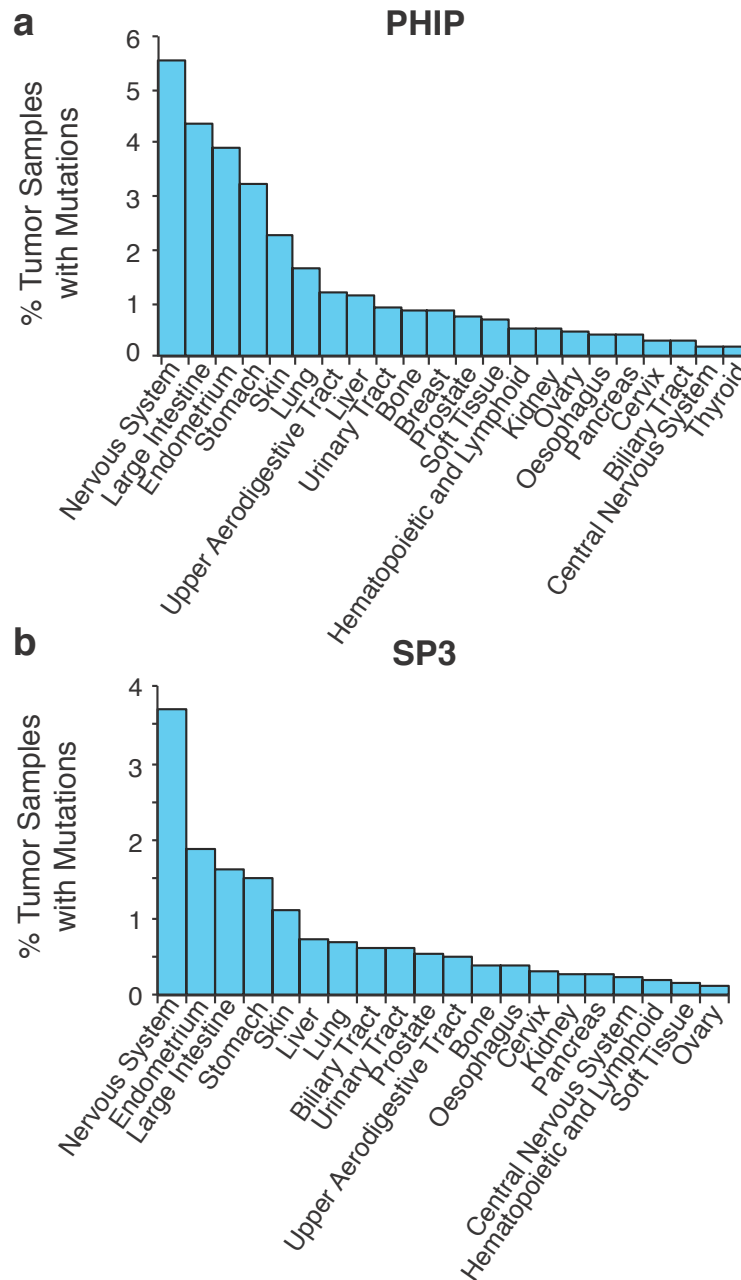 a
PHIP
% Tumor Samples
with Mutations
6
5
4
3
2
1
0
Nervous System
Large Intestine
Endometrium
Stomach
Skin
Lung
Upper Aerodigestive Tract
Liver
Urinary Tract
Bone
Breast
Prostate
Soft Tissue
Hematopoietic and Lymphoid
Kidney
Ovary
Oesophagus
Pancreas
Cervix
Biliary Tract
Central Nervous System
Thyroid
b
SP3
% Tumor Samples
with Mutations
4
3
2
1
0
Nervous System
Endometrium
Large Intestine
Stomach
Skin
Liver
Lung
Biliary Tract
Urinary Tract
Prostate
Upper Aerodigestive Tract
Bone
Oesophagus
Cervix
Kidney
Pancreas
Central Nervous System
Hematopoietic and Lymphoid
Soft Tissue
Ovary